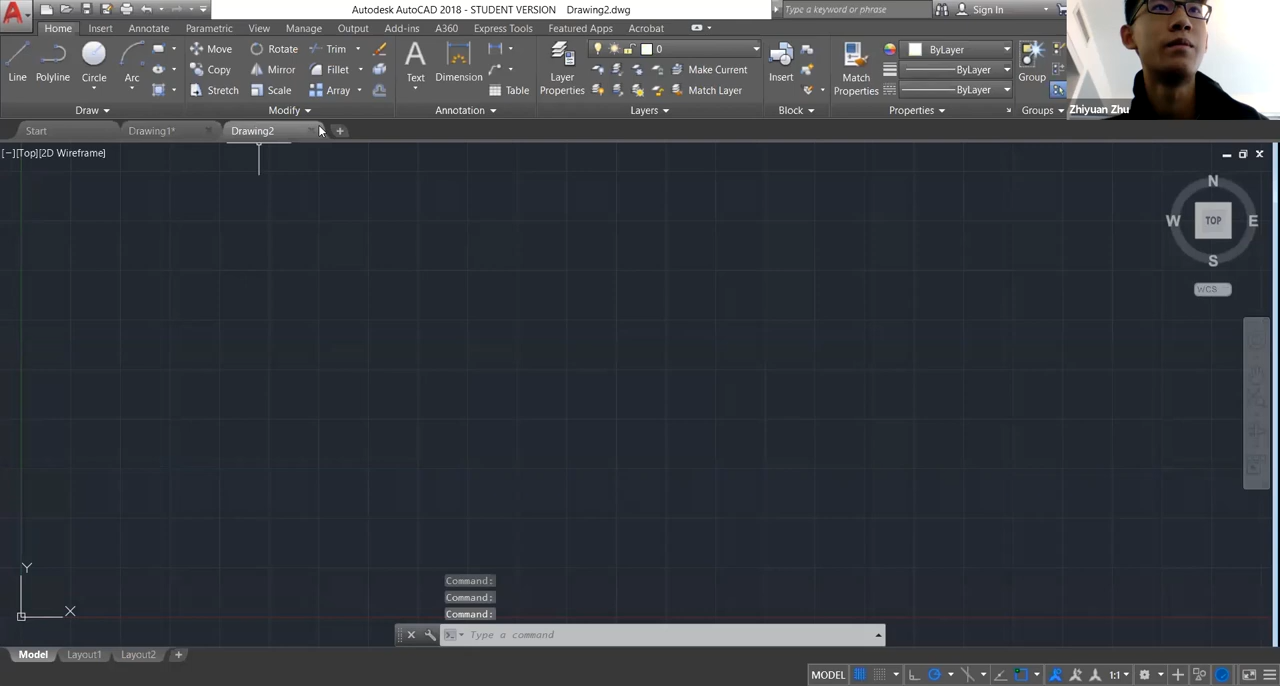 Autodesk AutoCAD 2018 - STUDENT VERSION Drawing2.dwg
Type a keyword or phrase
Sign In
Home Insert Annotate Parametric View Manage Output Add-ins A360 Express Tools Featured Apps Acrobat
Line Polyline Circle Arc
Move Rotate Trim
Copy Mirror Fillet
Stretch Scale Array
Text Dimension Table
Layer Properties
0
Make Current
Match Layer
Insert
Match Properties
ByLayer
ByLayer
ByLayer
Group
Zhiyuan Zhu
Draw Modify Annotation Layers Block Properties Groups
Start Drawing1* Drawing2
[−][Top][2D Wireframe]
N
W TOP E
S
WCS
Y
X
Command:
Command:
Command:
Type a command
Model Layout1 Layout2
MODEL 1:1